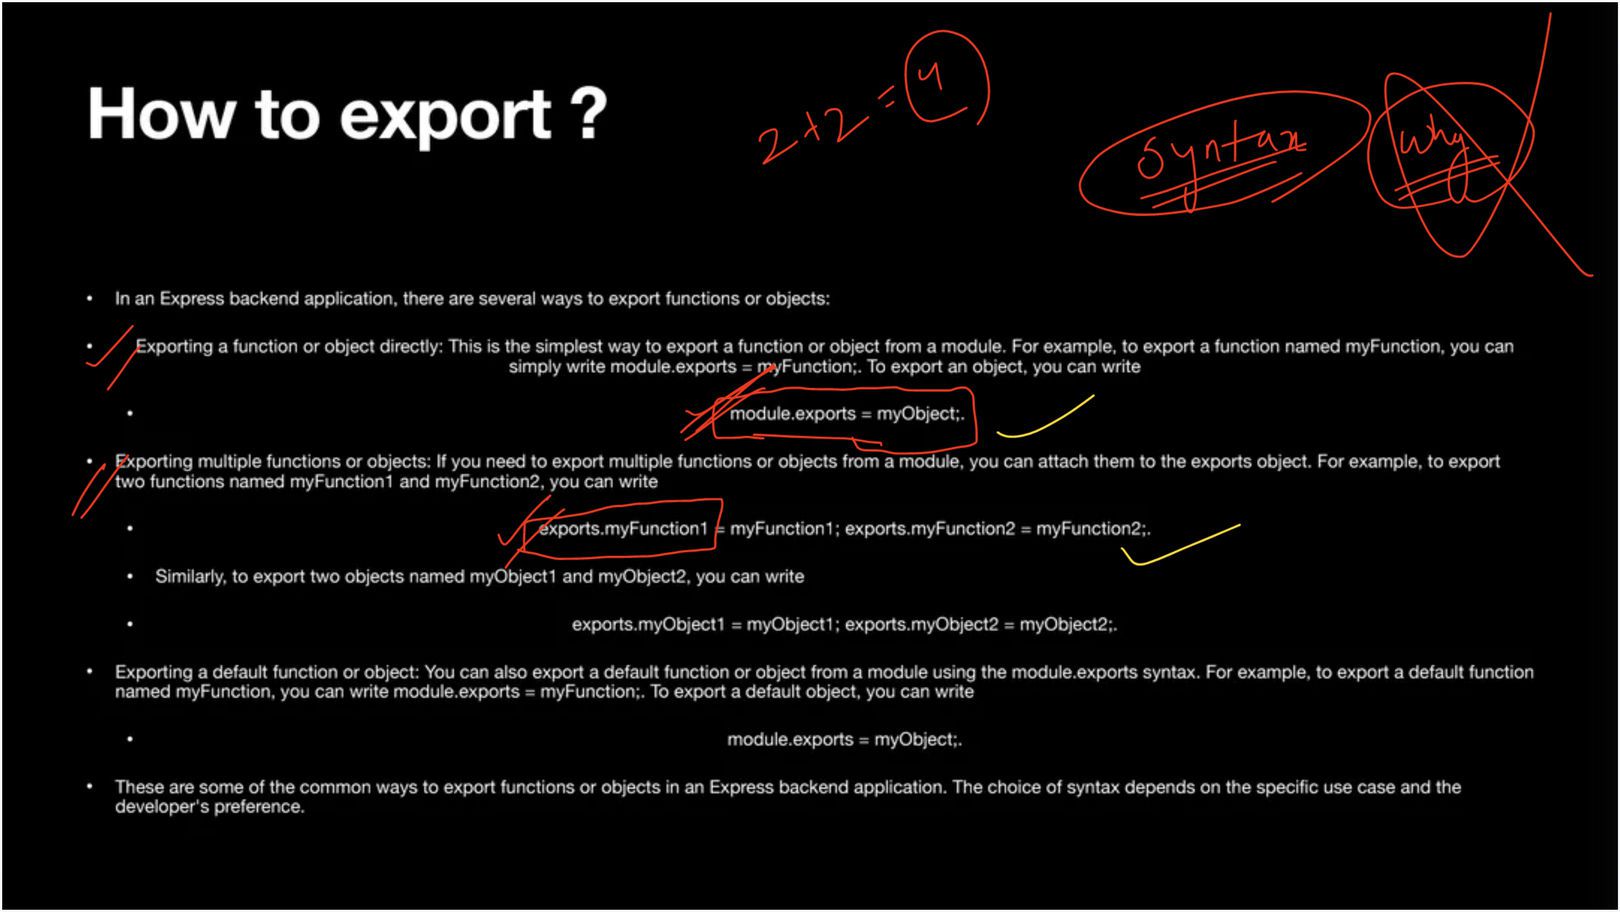 How to export ?
2+2=4
Syntax
Why
• In an Express backend application, there are several ways to export functions or objects:
• Exporting a function or object directly: This is the simplest way to export a function or object from a module. For example, to export a function named myFunction, you can
simply write module.exports = myFunction;. To export an object, you can write
• module.exports = myObject;.
• Exporting multiple functions or objects: If you need to export multiple functions or objects from a module, you can attach them to the exports object. For example, to export
two functions named myFunction1 and myFunction2, you can write
• exports.myFunction1 = myFunction1; exports.myFunction2 = myFunction2;.
• Similarly, to export two objects named myObject1 and myObject2, you can write
• exports.myObject1 = myObject1; exports.myObject2 = myObject2;.
• Exporting a default function or object: You can also export a default function or object from a module using the module.exports syntax. For example, to export a default function
named myFunction, you can write module.exports = myFunction;. To export a default object, you can write
• module.exports = myObject;.
• These are some of the common ways to export functions or objects in an Express backend application. The choice of syntax depends on the specific use case and the
developer's preference.